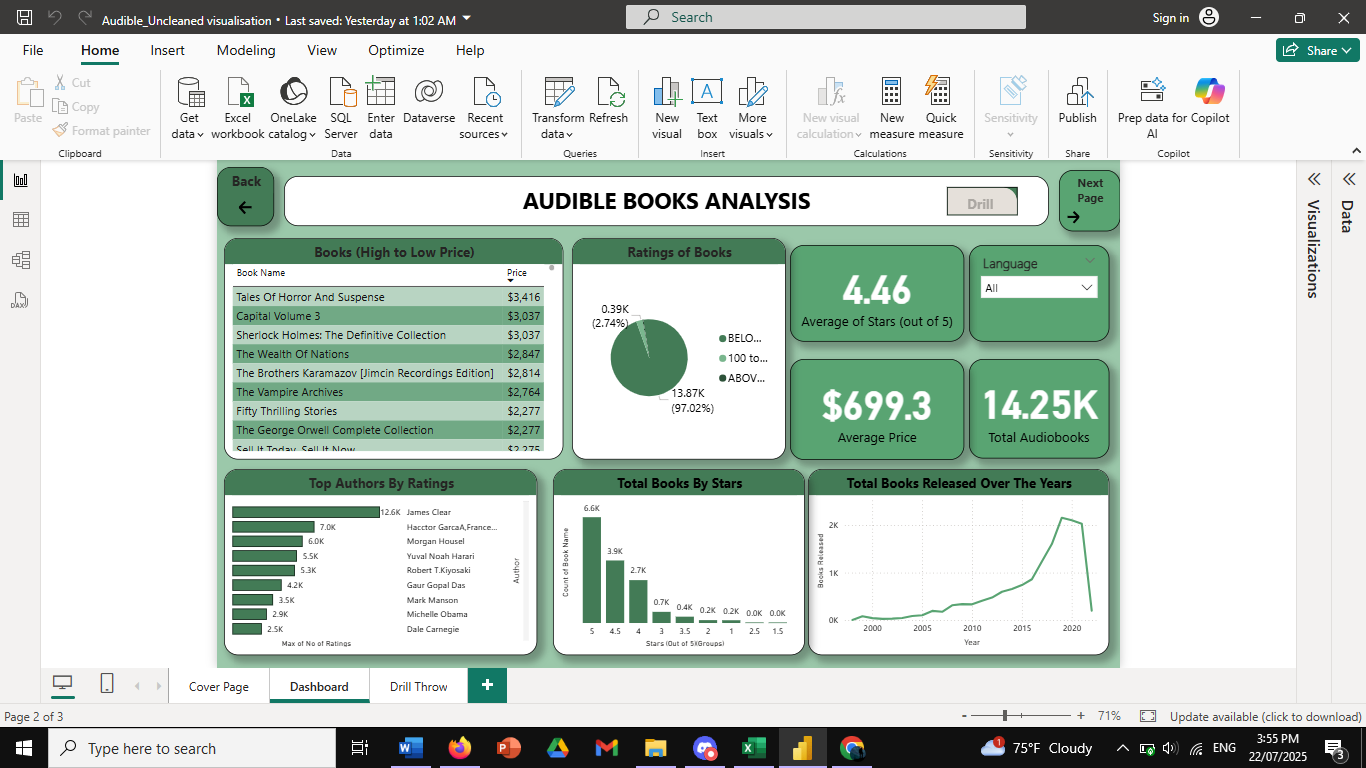 Audible_Uncleaned visualisation • Last saved: Yesterday at 1:02 AM
Search
Sign in
File Home Insert Modeling View Optimize Help
Share
Paste
Cut
Copy
Format painter
Clipboard
Get data
Excel workbook
OneLake catalog
SQL Server
Enter data
Dataverse
Recent sources
Data
Transform data
Refresh
Queries
New visual
Text box
More visuals
Insert
New visual calculation
New measure
Quick measure
Calculations
Sensitivity
Sensitivity
Publish
Share
Prep data for AI
Copilot
Copilot
Back
AUDIBLE BOOKS ANALYSIS
Drill
Next Page
Books (High to Low Price)
Book Name Price
Tales Of Horror And Suspense $3,416
Capital Volume 3 $3,037
Sherlock Holmes: The Definitive Collection $3,037
The Wealth Of Nations $2,847
The Brothers Karamazov [Jimcin Recordings Edition] $2,814
The Vampire Archives $2,764
Fifty Thrilling Stories $2,277
The George Orwell Complete Collection $2,277
Sell It Today, Sell It Now $2,275
Ratings of Books
0.39K
(2.74%)
13.87K
(97.02%)
BELO...
100 to...
ABOV...
4.46
Average of Stars (out of 5)
Language
All
$699.3
Average Price
14.25K
Total Audiobooks
Top Authors By Ratings
12.6K James Clear
7.0K Hacctor GarcaA,France...
6.0K Morgan Housel
5.5K Yuval Noah Harari
5.3K Robert T.Kiyosaki
4.2K Gaur Gopal Das
3.5K Mark Manson
2.9K Michelle Obama
2.5K Dale Carnegie
Author
Max of No of Ratings
Total Books By Stars
Count of Book Name
6.6K 3.9K 2.7K 0.7K 0.4K 0.2K 0.2K 0.0K 0.0K
5 4.5 4 3 3.5 2 1 2.5 1.5
Stars (Out of 5)(Groups)
Total Books Released Over The Years
Books Released
2K
1K
0K
2000 2005 2010 2015 2020
Year
Visualizations
Data
Cover Page
Dashboard
Drill Throw
Page 2 of 3
71%
Update available (click to download)
Type here to search
75°F Cloudy
ENG
3:55 PM
22/07/2025
3